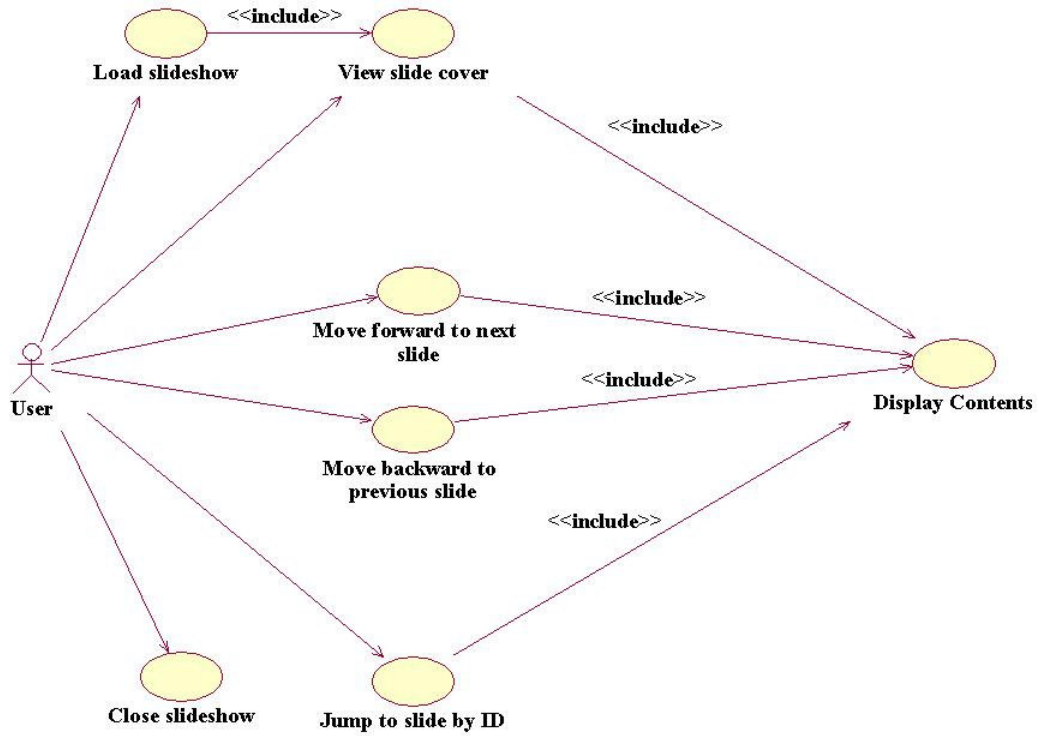 <<include>>
Load slideshow
View slide cover
<<include>>
<<include>>
Move forward to next
slide
<<include>>
User
Display Contents
Move backward to
previous slide
<<include>>
Close slideshow
Jump to slide by ID